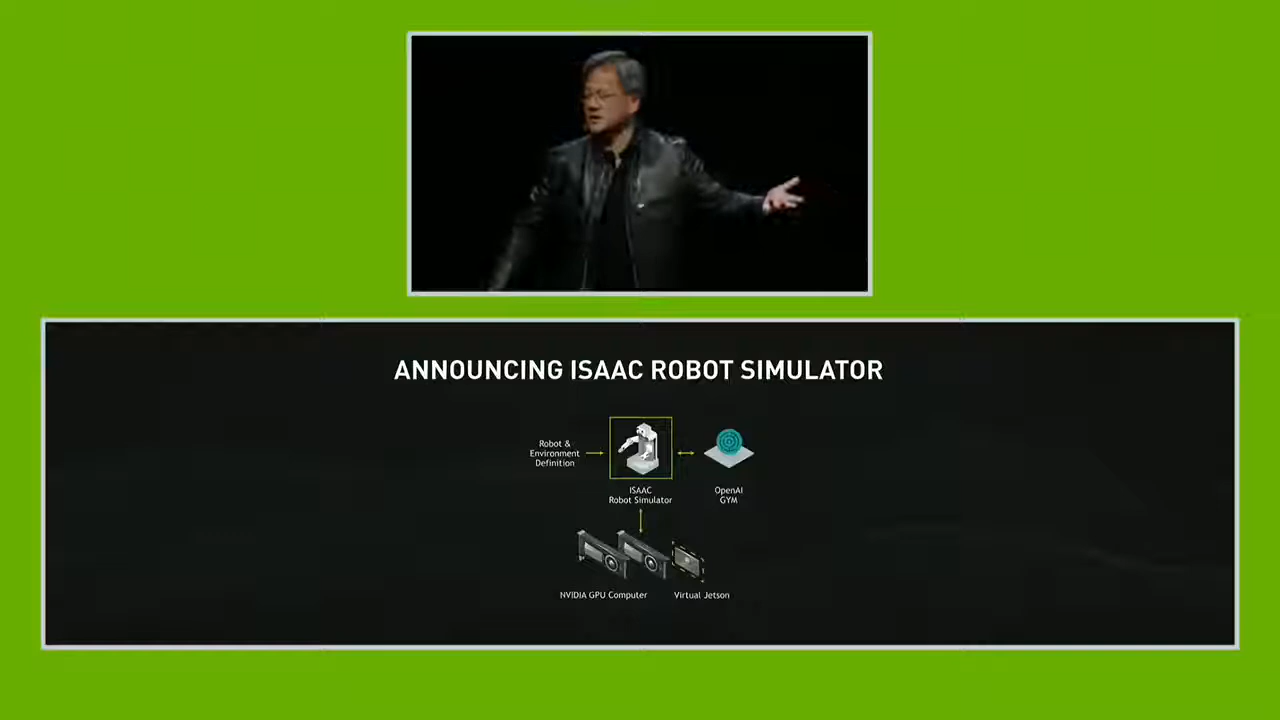 ANNOUNCING ISAAC ROBOT SIMULATOR
Robot &
Environment
Definition
ISAAC
Robot Simulator
OpenAI
GYM
NVIDIA GPU Computer
Virtual Jetson